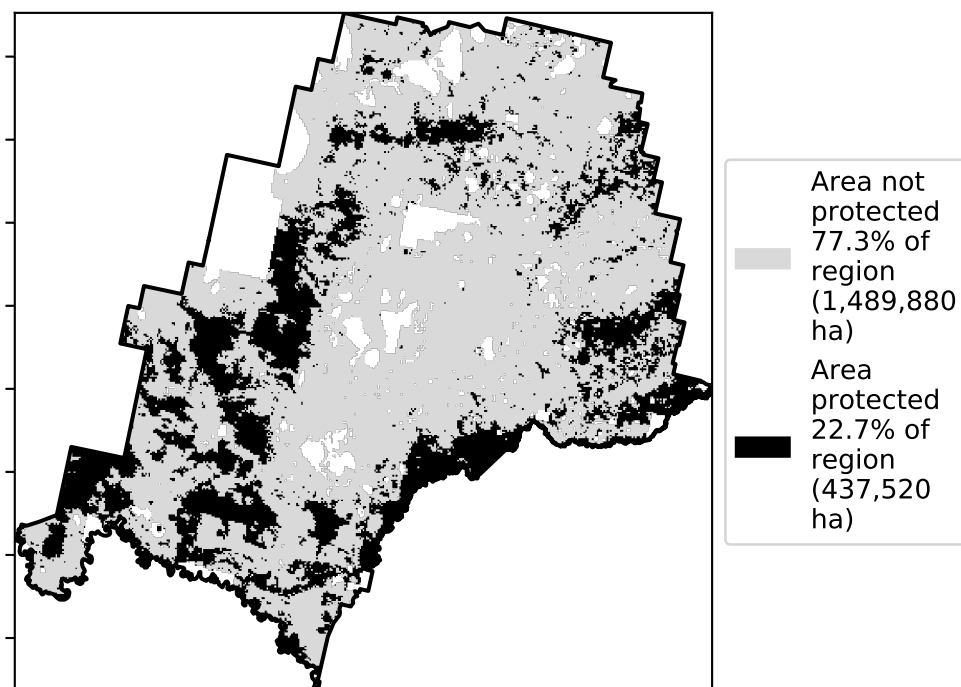 Area not
protected
77.3% of
region
(1,489,880
ha)
Area
protected
22.7% of
region
(437,520
ha)